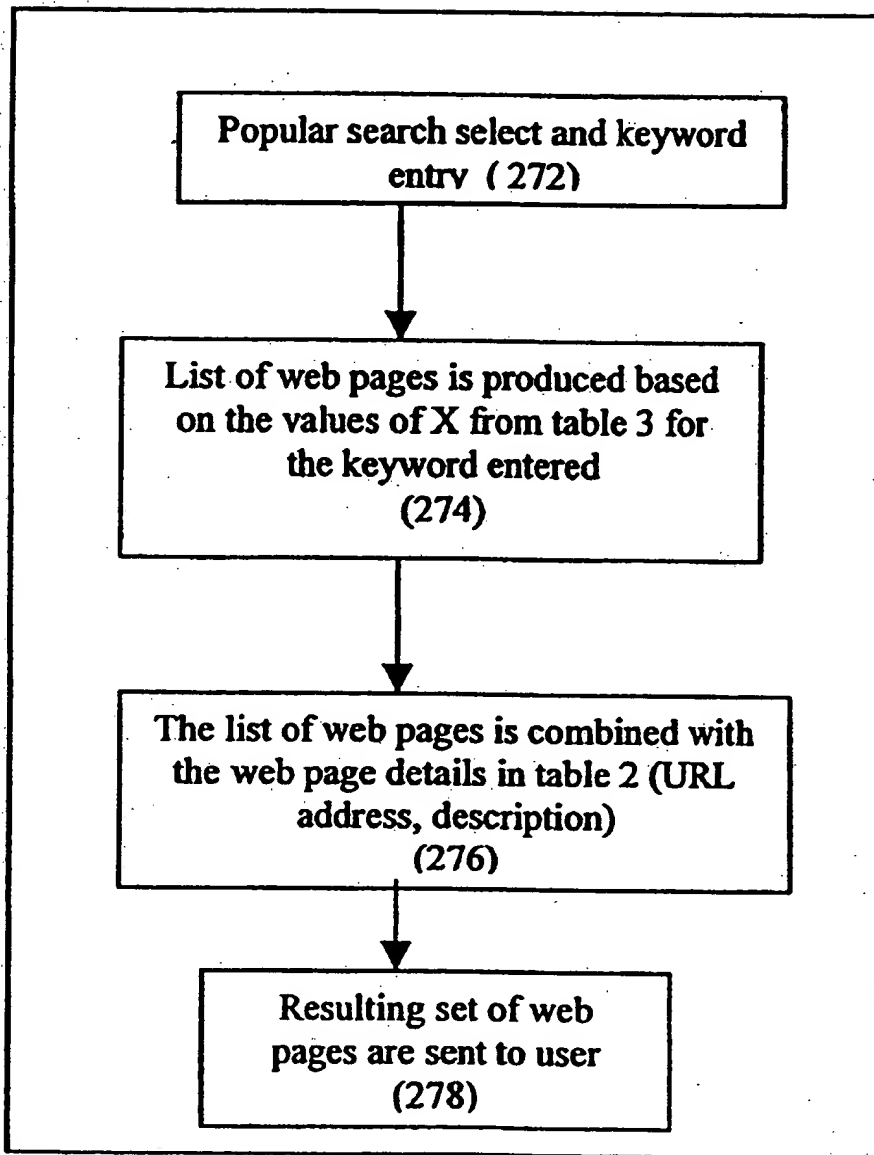 Popular search select and keyword
entry ( 272)
List of web pages is produced based
on the values of X from table 3 for
the keyword entered
(274)
The list of web pages is combined with
the web page details in table 2 (URL
address, description)
(276)
Resulting set of web
pages are sent to user
(278)